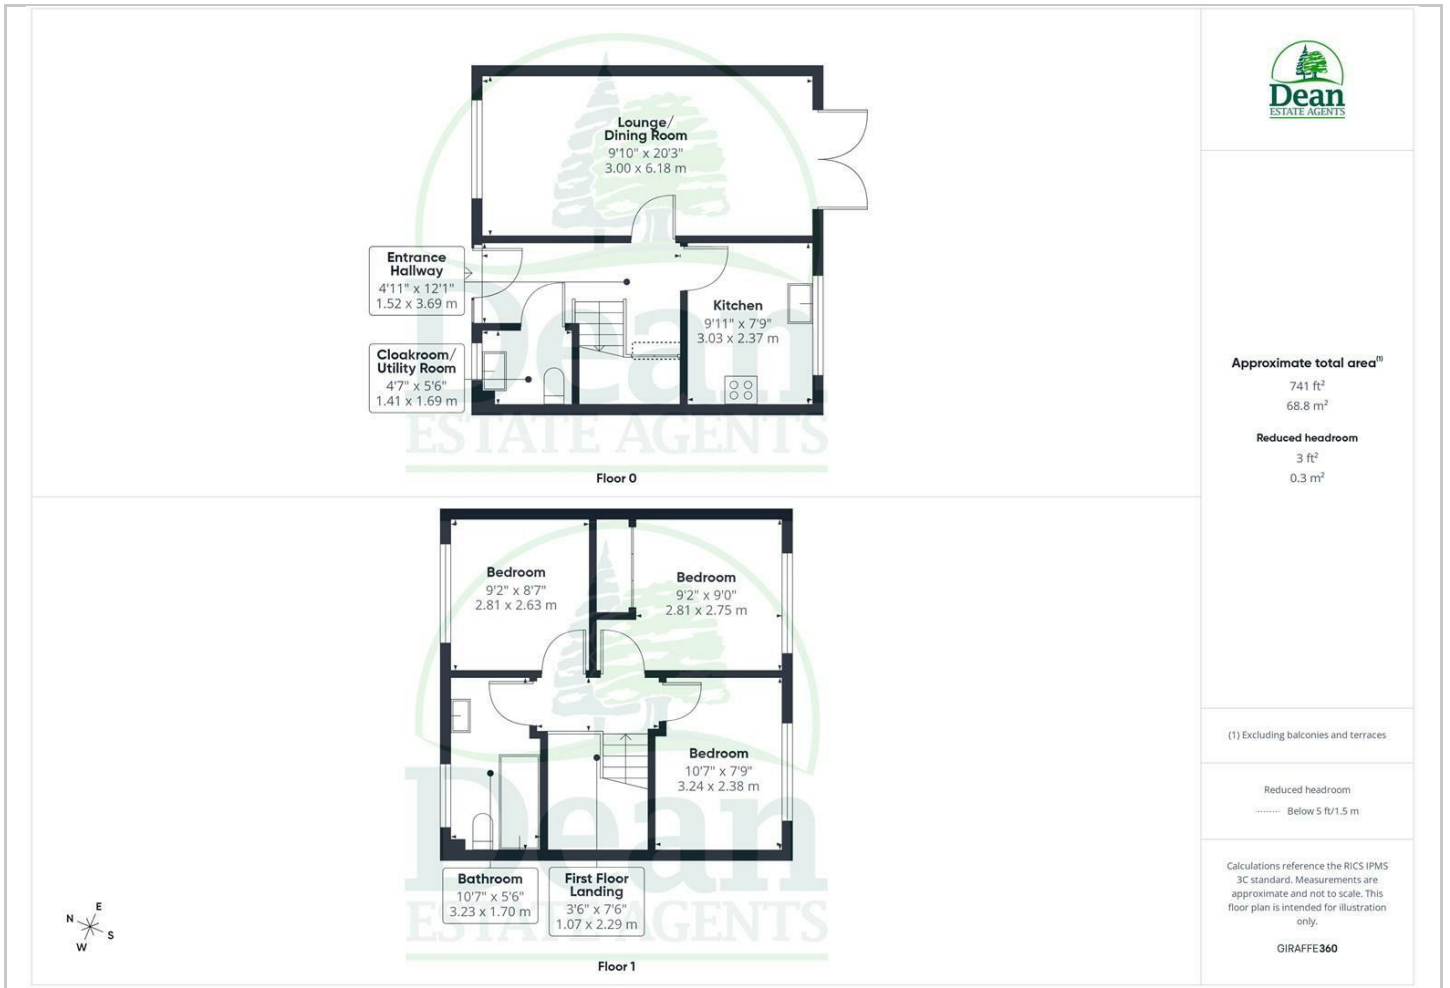 Lounge/
Dining Room
9'10" x 20'3"
3.00 x 6.18 m
Entrance
Hallway
4'11" x 12'1"
1.52 x 3.69 m
Kitchen
9'11" x 7'9"
3.03 x 2.37 m
Cloakroom/
Utility Room
4'7" x 5'6"
1.41 x 1.69 m
Dean
ESTATE AGENTS
Floor 0
Bedroom
9'2" x 8'7"
2.81 x 2.63 m
Bedroom
9'2" x 9'0"
2.81 x 2.75 m
Bedroom
10'7" x 7'9"
3.24 x 2.38 m
Dean
ESTATE AGENTS
Bathroom
10'7" x 5'6"
3.23 x 1.70 m
First Floor
Landing
3'6" x 7'6"
1.07 x 2.29 m
Floor 1
N
E
S
W
Dean
ESTATE AGENTS
Approximate total area(1)
741 ft²
68.8 m²
Reduced headroom
3 ft²
0.3 m²
(1) Excluding balconies and terraces
Reduced headroom
Below 5 ft/1.5 m
Calculations reference the RICS IPMS
3C standard. Measurements are
approximate and not to scale. This
floor plan is intended for illustration
only.
GIRAFFE360